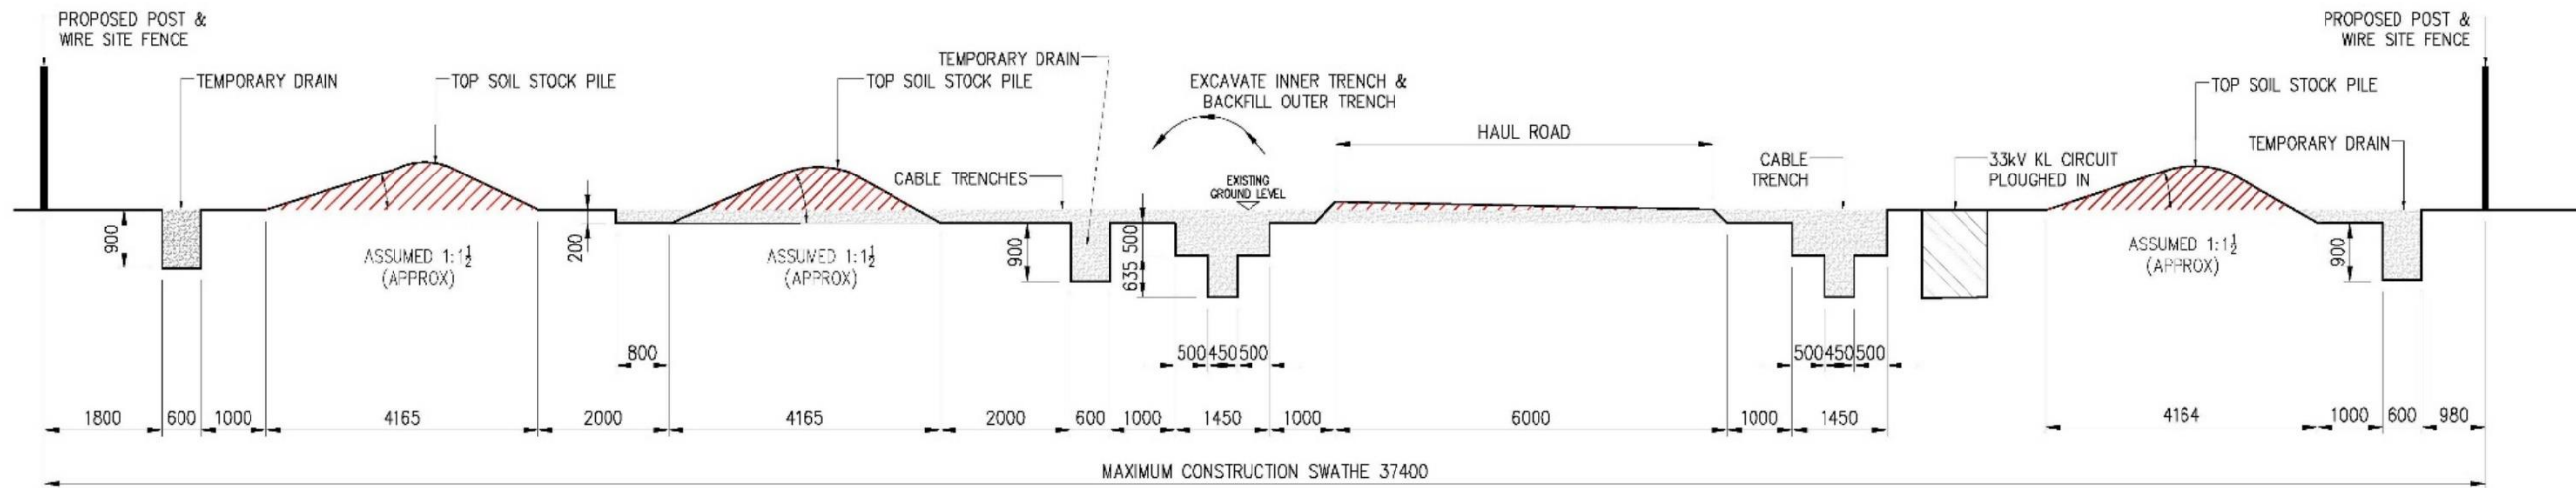 PROPOSED POST &
WIRE SITE FENCE
TEMPORARY DRAIN
TOP SOIL STOCK PILE
TEMPORARY DRAIN
TOP SOIL STOCK PILE
EXCAVATE INNER TRENCH &
BACKFILL OUTER TRENCH
HAUL ROAD
PROPOSED POST &
WIRE SITE FENCE
TOP SOIL STOCK PILE
TEMPORARY DRAIN
CABLE TRENCHES
EXISTING
GROUND LEVEL
CABLE
TRENCH
33kV KL CIRCUIT
PLOUGHED IN
900
ASSUMED 1:1½
(APPROX)
200
ASSUMED 1:1½
(APPROX)
900
500
635
ASSUMED 1:1½
(APPROX)
900
800
500 450 500
500 450 500
1800 600 1000 4165 2000 4165 2000 600 1000 1450 1000 6000 1000 1450 4164 1000 600 980
MAXIMUM CONSTRUCTION SWATHE 37400